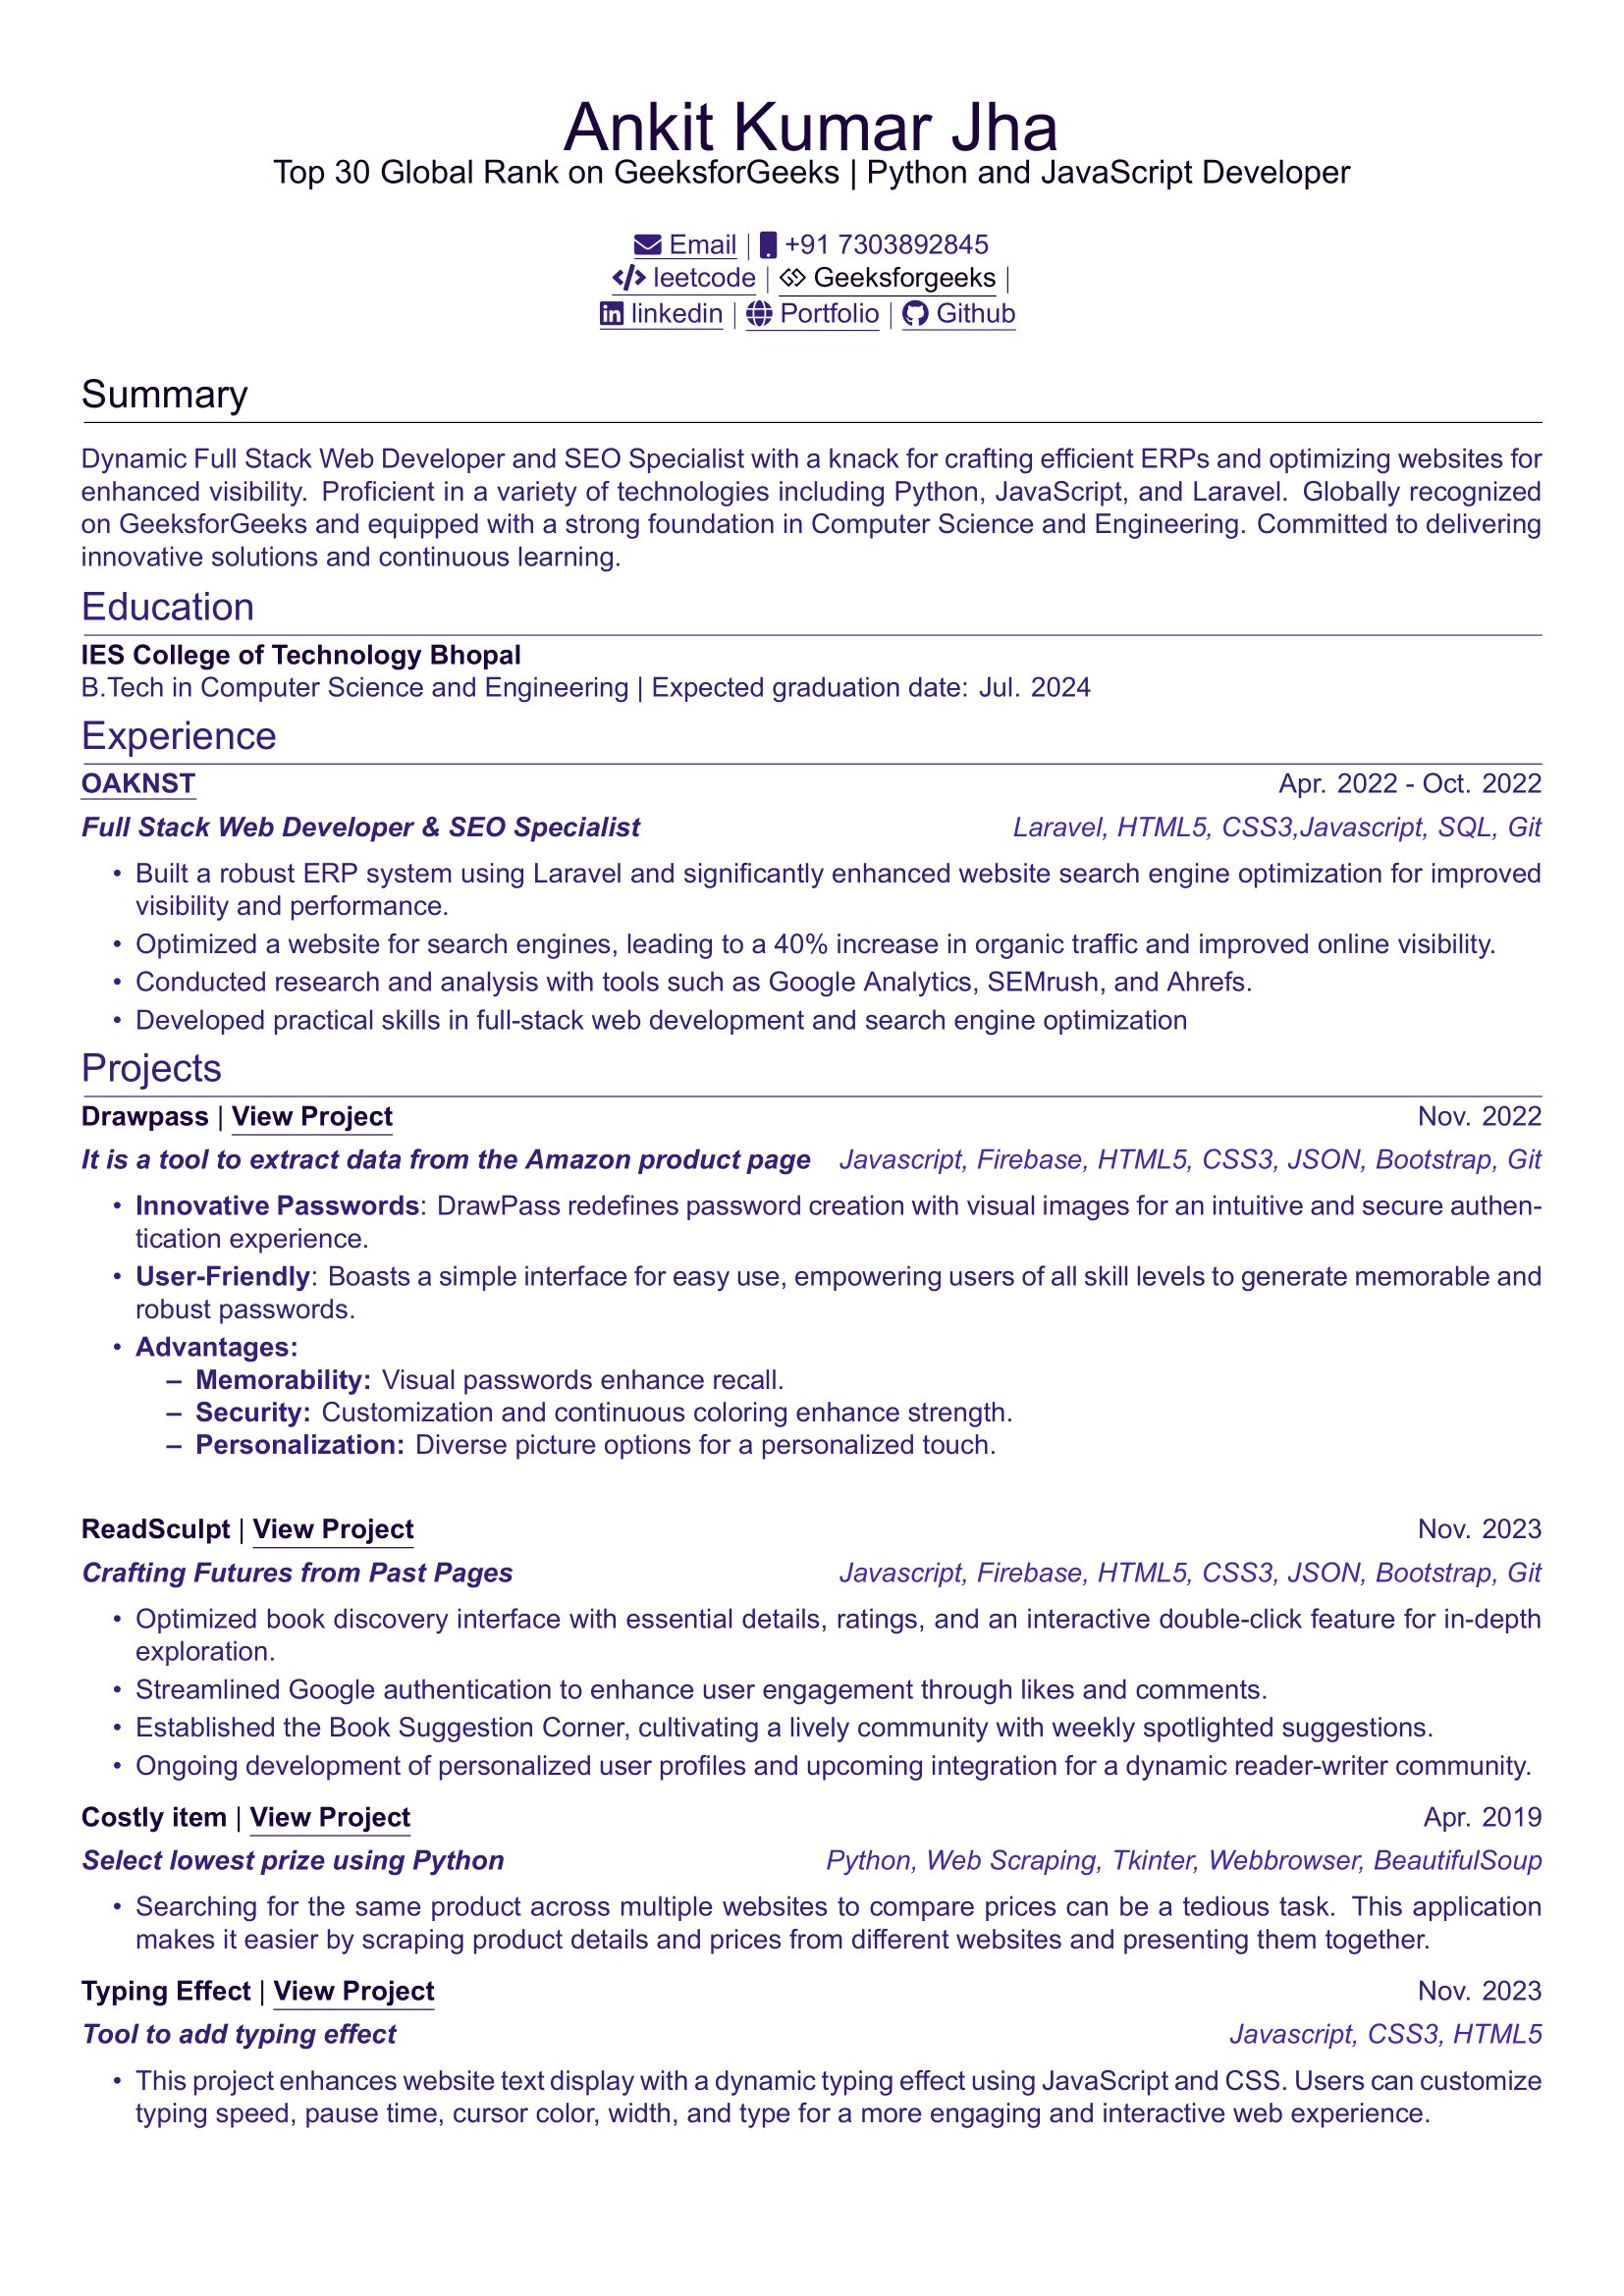 Ankit Kumar Jha
Top 30 Global Rank on GeeksforGeeks | Python and JavaScript Developer
Email | +91 7303892845
leetcode | Geeksforgeeks |
linkedin | Portfolio | Github
Summary
Dynamic Full Stack Web Developer and SEO Specialist with a knack for crafting efficient ERPs and optimizing websites for
enhanced visibility. Proficient in a variety of technologies including Python, JavaScript, and Laravel. Globally recognized
on GeeksforGeeks and equipped with a strong foundation in Computer Science and Engineering. Committed to delivering
innovative solutions and continuous learning.
Education
IES College of Technology Bhopal
B.Tech in Computer Science and Engineering | Expected graduation date: Jul. 2024
Experience
OAKNST Apr. 2022 - Oct. 2022
Full Stack Web Developer & SEO Specialist Laravel, HTML5, CSS3,Javascript, SQL, Git
• Built a robust ERP system using Laravel and significantly enhanced website search engine optimization for improved
visibility and performance.
• Optimized a website for search engines, leading to a 40% increase in organic traffic and improved online visibility.
• Conducted research and analysis with tools such as Google Analytics, SEMrush, and Ahrefs.
• Developed practical skills in full-stack web development and search engine optimization
Projects
Drawpass | View Project Nov. 2022
It is a tool to extract data from the Amazon product page Javascript, Firebase, HTML5, CSS3, JSON, Bootstrap, Git
• Innovative Passwords: DrawPass redefines password creation with visual images for an intuitive and secure authen-
tication experience.
• User-Friendly: Boasts a simple interface for easy use, empowering users of all skill levels to generate memorable and
robust passwords.
• Advantages:
– Memorability: Visual passwords enhance recall.
– Security: Customization and continuous coloring enhance strength.
– Personalization: Diverse picture options for a personalized touch.
ReadSculpt | View Project Nov. 2023
Crafting Futures from Past Pages Javascript, Firebase, HTML5, CSS3, JSON, Bootstrap, Git
• Optimized book discovery interface with essential details, ratings, and an interactive double-click feature for in-depth
exploration.
• Streamlined Google authentication to enhance user engagement through likes and comments.
• Established the Book Suggestion Corner, cultivating a lively community with weekly spotlighted suggestions.
• Ongoing development of personalized user profiles and upcoming integration for a dynamic reader-writer community.
Costly item | View Project Apr. 2019
Select lowest prize using Python Python, Web Scraping, Tkinter, Webbrowser, BeautifulSoup
• Searching for the same product across multiple websites to compare prices can be a tedious task. This application
makes it easier by scraping product details and prices from different websites and presenting them together.
Typing Effect | View Project Nov. 2023
Tool to add typing effect Javascript, CSS3, HTML5
• This project enhances website text display with a dynamic typing effect using JavaScript and CSS. Users can customize
typing speed, pause time, cursor color, width, and type for a more engaging and interactive web experience.